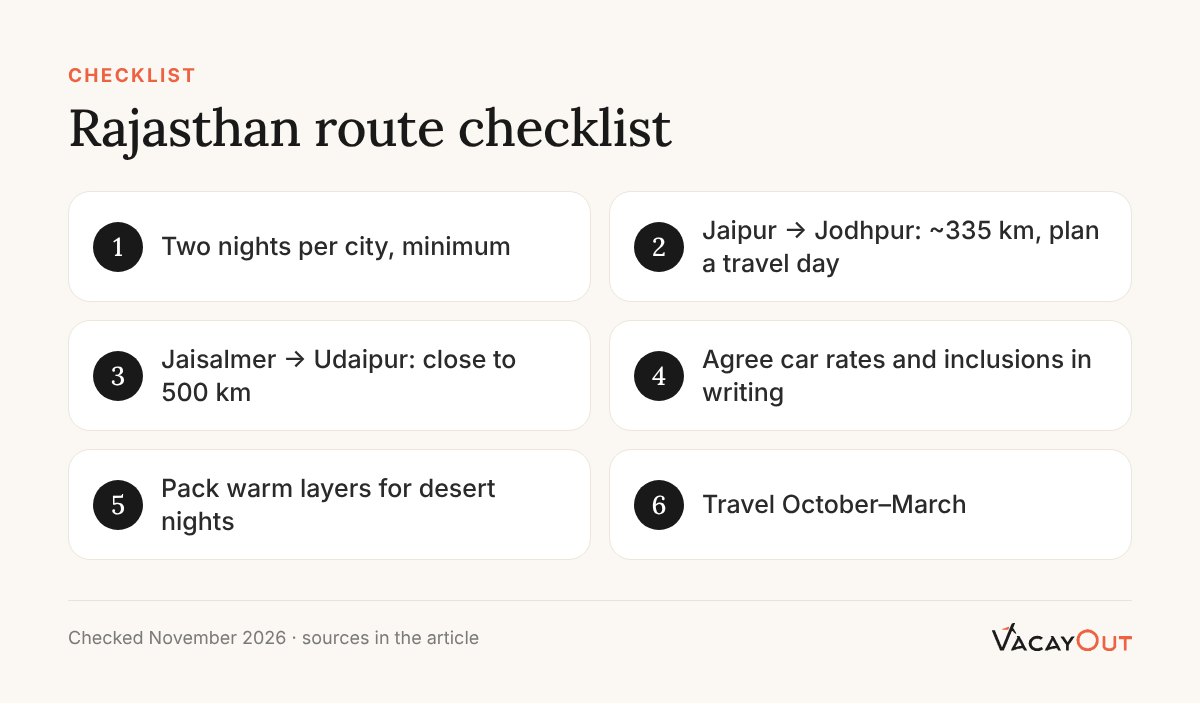 CHECKLIST
Rajasthan route checklist
1
Two nights per city, minimum
2
Jaipur → Jodhpur: ~335 km, plan
a travel day
3
Jaisalmer → Udaipur: close to
500 km
4
Agree car rates and inclusions in
writing
5
Pack warm layers for desert
nights
6
Travel October–March
Checked November 2026 · sources in the article
VACAYOUT